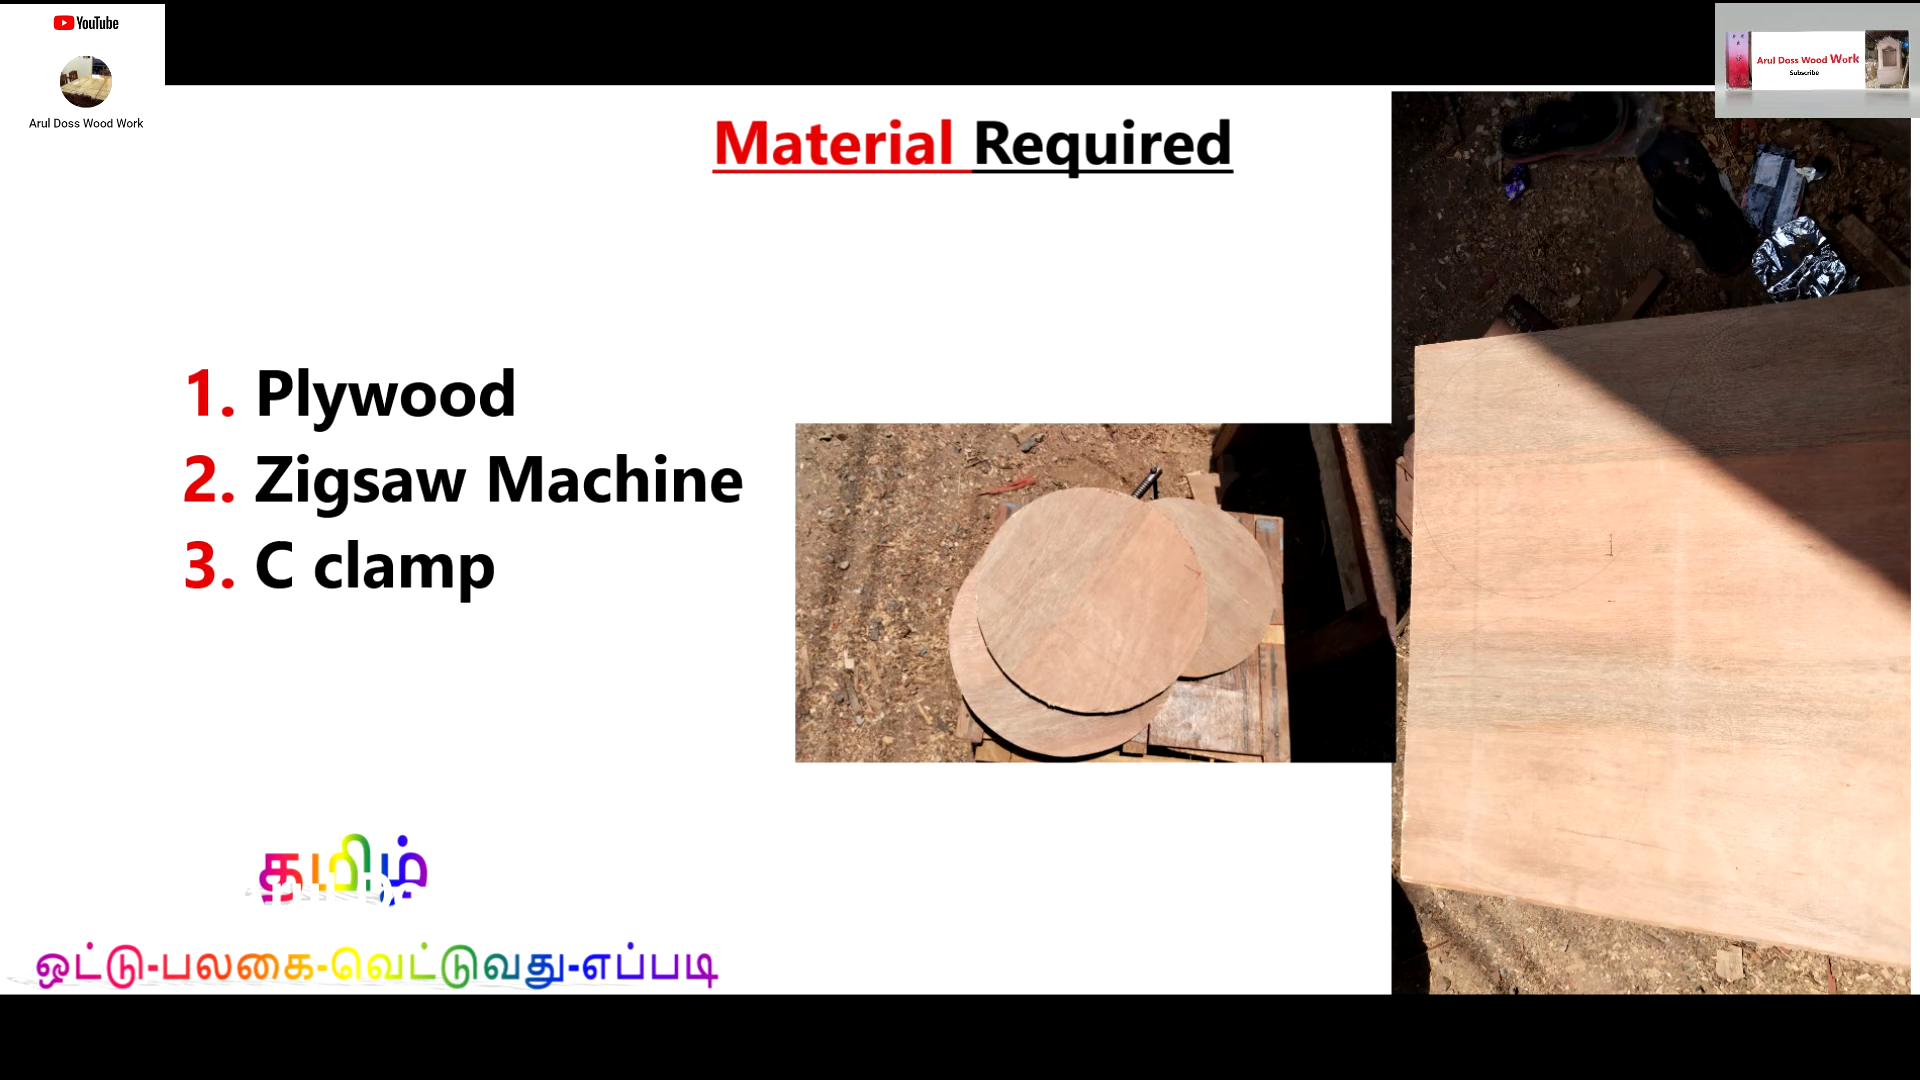 YouTube
Arul Doss Wood Work
Arul Doss Wood Work
Subscribe
Material Required
1. Plywood
2. Zigsaw Machine
3. C clamp
தமிழ்
ஒட்டு-பலகை-வெட்டுவது-எப்படி